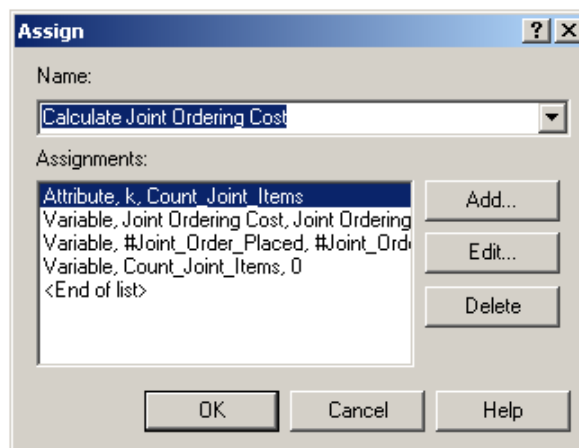 Assign
Name:
Calculate Joint Ordering Cost
Assignments:
Attribute, k, Count_Joint_Items
Variable, Joint Ordering Cost, Joint Ordering
Variable, #Joint_Order_Placed, #Joint_Ord
Variable, Count_Joint_Items, 0
<End of list>
Add...
Edit...
Delete
OK
Cancel
Help